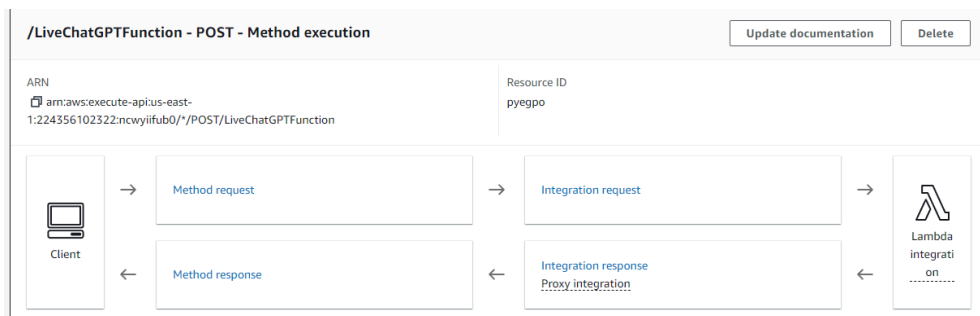 /LiveChatGPTFunction - POST - Method execution
Update documentation
Delete
ARN
arn:aws:execute-api:us-east-
1:224356102322:ncwyiifub0/*/POST/LiveChatGPTFunction
Resource ID
pyegpo
Client
Method request
Integration request
Method response
Integration response
Proxy integration
Lambda
integrati
on